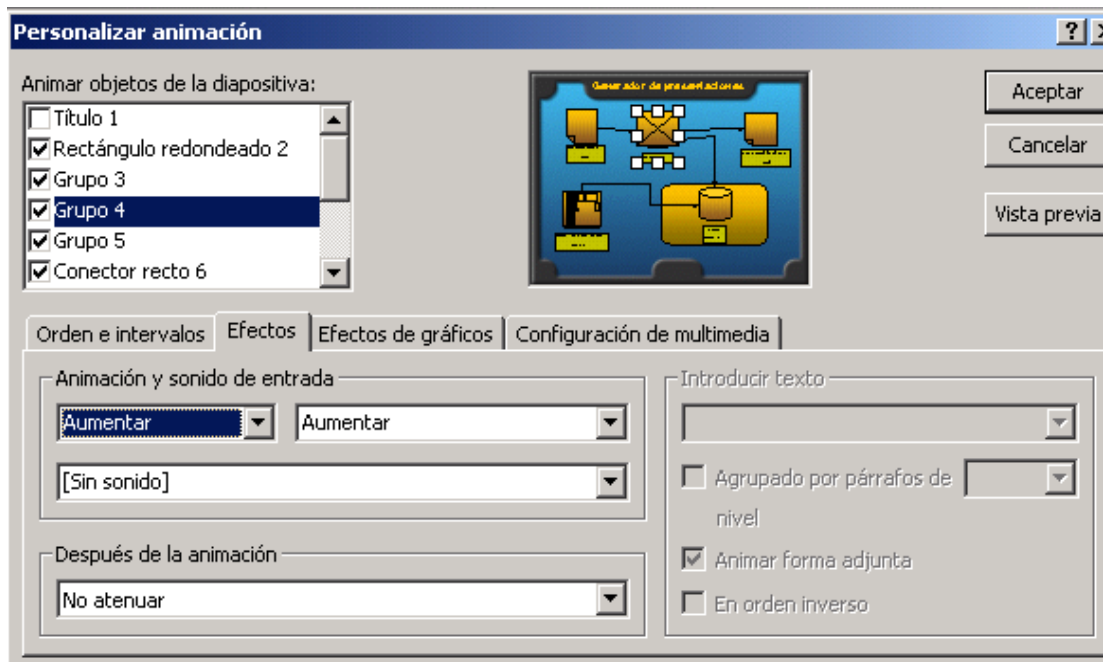 Personalizar animación
Animar objetos de la diapositiva:
Título 1
Rectángulo redondeado 2
Grupo 3
Grupo 4
Grupo 5
Conector recto 6
Generador de presentaciones
Aceptar
Cancelar
Vista previa
Orden e intervalos
Efectos
Efectos de gráficos
Configuración de multimedia
Animación y sonido de entrada
Aumentar
Aumentar
[Sin sonido]
Después de la animación
No atenuar
Introducir texto
Agrupado por párrafos de
nivel
Animar forma adjunta
En orden inverso